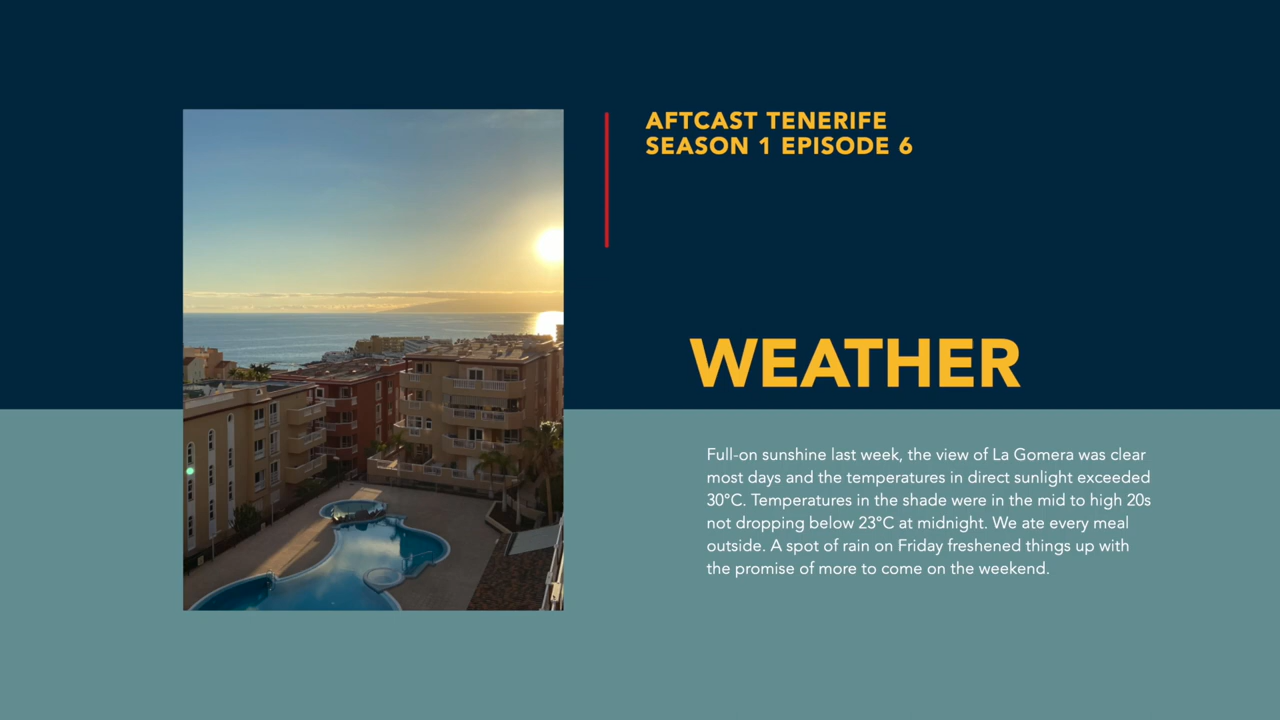 AFTCAST TENERIFE
SEASON 1 EPISODE 6
WEATHER
Full-on sunshine last week, the view of La Gomera was clear
most days and the temperatures in direct sunlight exceeded
30°C. Temperatures in the shade were in the mid to high 20s
not dropping below 23°C at midnight. We ate every meal
outside. A spot of rain on Friday freshened things up with
the promise of more to come on the weekend.